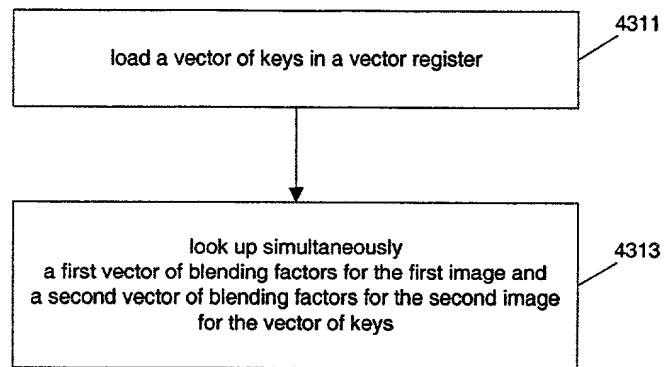 4311
load a vector of keys in a vector register
look up simultaneously
4313
a first vector of blending factors for the first image and
a second vector of blending factors for the second image
for the vector of keys